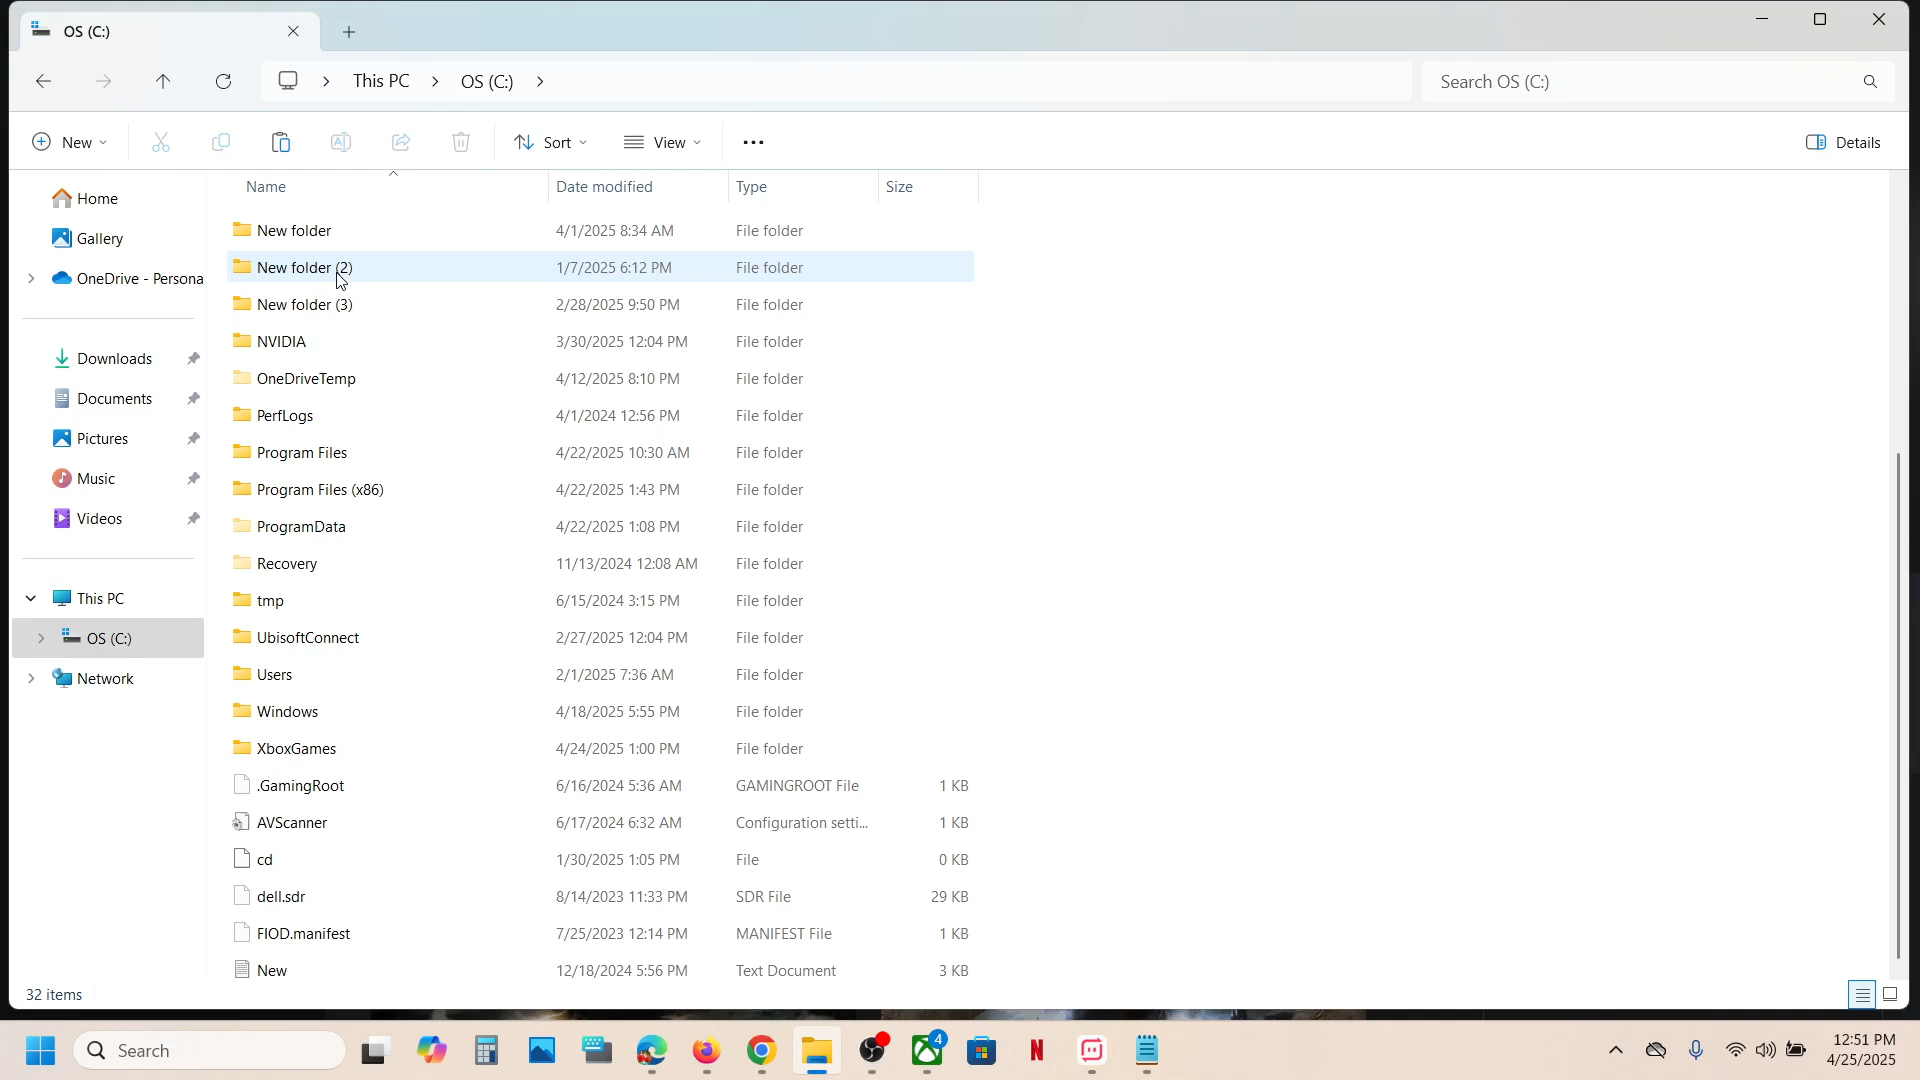 OS (C:)
This PC > OS (C:) >
Search OS (C:)
New
Sort
View
Details
Name Date modified Type Size
Home
Gallery
OneDrive - Persona
Downloads
Documents
Pictures
Music
Videos
This PC
OS (C:)
Network
New folder 4/1/2025 8:34 AM File folder
New folder (2) 1/7/2025 6:12 PM File folder
New folder (3) 2/28/2025 9:50 PM File folder
NVIDIA 3/30/2025 12:04 PM File folder
OneDriveTemp 4/12/2025 8:10 PM File folder
PerfLogs 4/1/2024 12:56 PM File folder
Program Files 4/22/2025 10:30 AM File folder
Program Files (x86) 4/22/2025 1:43 PM File folder
ProgramData 4/22/2025 1:08 PM File folder
Recovery 11/13/2024 12:08 AM File folder
tmp 6/15/2024 3:15 PM File folder
UbisoftConnect 2/27/2025 12:04 PM File folder
Users 2/1/2025 7:36 AM File folder
Windows 4/18/2025 5:55 PM File folder
XboxGames 4/24/2025 1:00 PM File folder
.GamingRoot 6/16/2024 5:36 AM GAMINGROOT File 1 KB
AVScanner 6/17/2024 6:32 AM Configuration setti... 1 KB
cd 1/30/2025 1:05 PM File 0 KB
dell.sdr 8/14/2023 11:33 PM SDR File 29 KB
FIOD.manifest 7/25/2023 12:14 PM MANIFEST File 1 KB
New 12/18/2024 5:56 PM Text Document 3 KB
32 items
Search
N
4
12:51 PM
4/25/2025